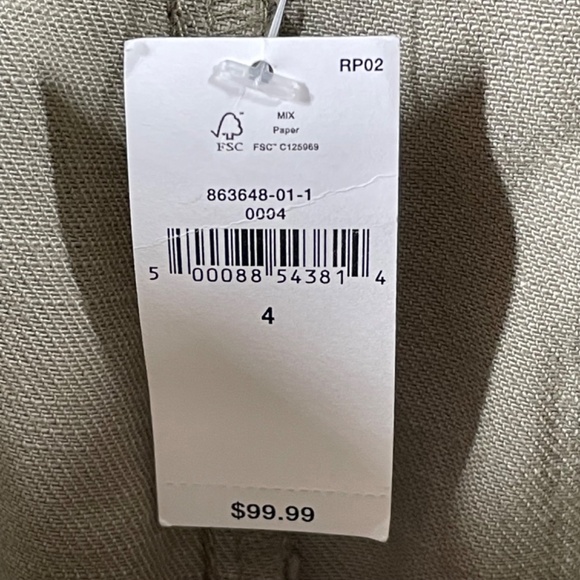 RP02
MIX
Paper
FSC™ C125969
FSC
863648-01-1
0004
5 00088 54381 4
4
$99.99